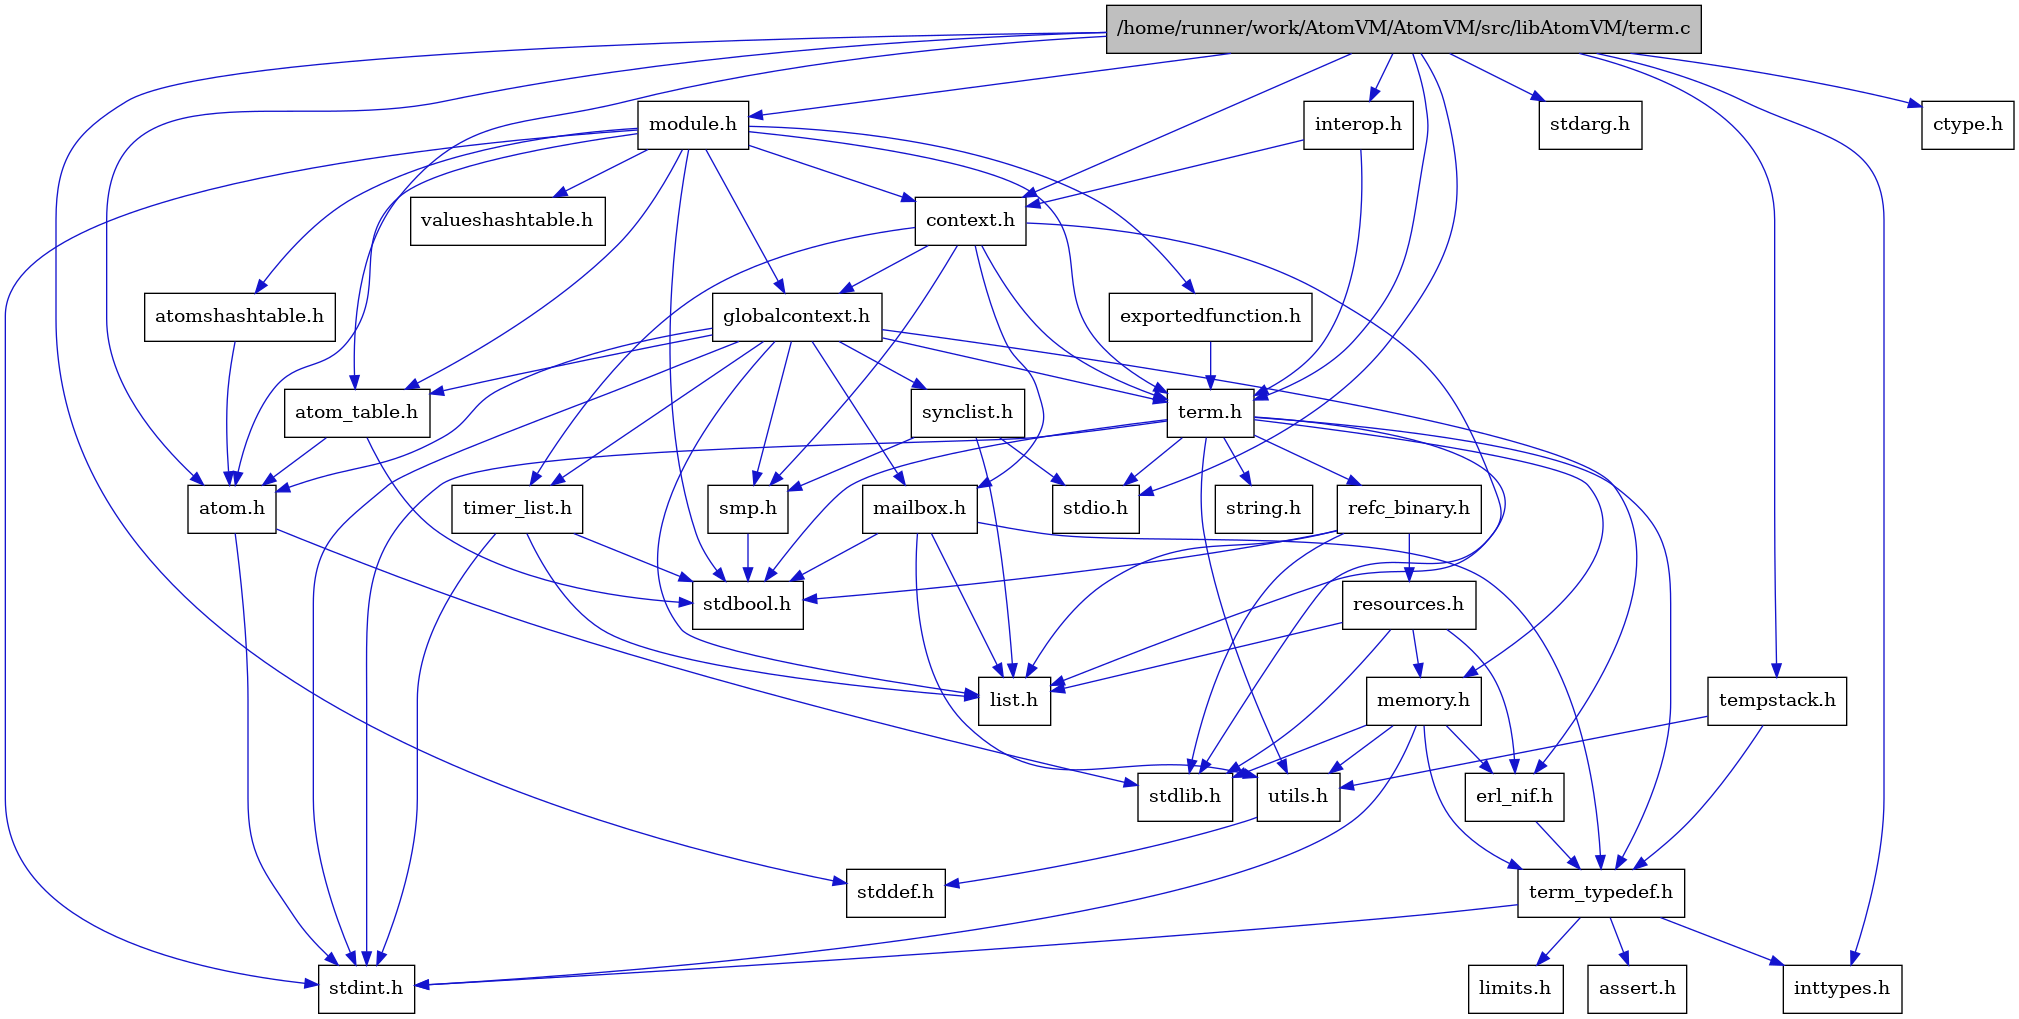 /home/runner/work/AtomVM/AtomVM/src/libAtomVM/term.c
module.h
interop.h
stdarg.h
ctype.h
valueshashtable.h
context.h
atomshashtable.h
globalcontext.h
exportedfunction.h
atom_table.h
synclist.h
term.h
atom.h
timer_list.h
smp.h
mailbox.h
stdio.h
string.h
refc_binary.h
stdbool.h
resources.h
list.h
memory.h
tempstack.h
stdlib.h
utils.h
erl_nif.h
stddef.h
term_typedef.h
stdint.h
limits.h
assert.h
inttypes.h